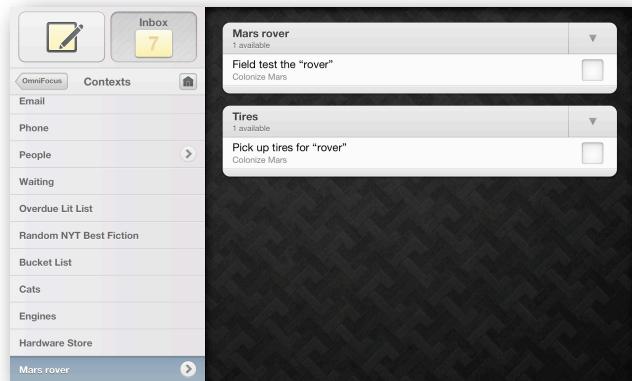 Inbox
7
OmniFocus
Contexts
Email
Phone
People
Waiting
Overdue Lit List
Random NYT Best Fiction
Bucket List
Cats
Engines
Hardware Store
Mars rover
Mars rover
1 available
Field test the “rover”
Colonize Mars
Tires
1 available
Pick up tires for “rover”
Colonize Mars